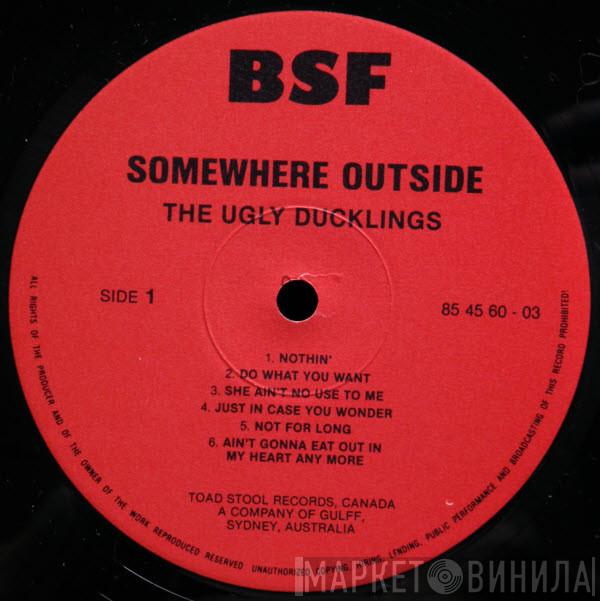 BSF
SOMEWHERE OUTSIDE
THE UGLY DUCKLINGS
SIDE 1
85 45 60 - 03
1. NOTHIN'
2. DO WHAT YOU WANT
3. SHE AIN'T NO USE TO ME
4. JUST IN CASE YOU WONDER
5. NOT FOR LONG
6. AIN'T GONNA EAT OUT IN
MY HEART ANY MORE
TOAD STOOL RECORDS, CANADA
A COMPANY OF GULFF,
SYDNEY, AUSTRALIA
ALL RIGHTS OF THE PRODUCER AND OF THE OWNER OF THE WORK REPRODUCED RESERVED UNAUTHORIZED COPYING, HIRING, LENDING, PUBLIC PERFORMANCE AND BROADCASTING OF THIS RECORD PROHIBITED!
МАРКЕТ ВИНИЛА